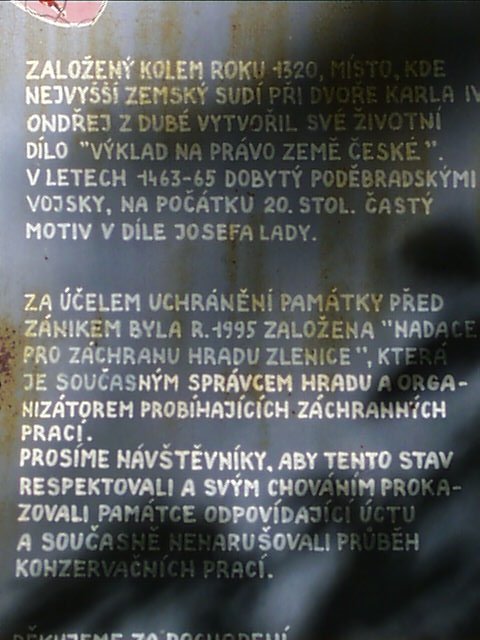 ZALOŽENÝ KOLEM ROKU 1320, MÍSTO, KDE
NEJVYŠŠÍ ZEMSKÝ SUDÍ PŘI DVOŘE KARLA IV
ONDŘEJ Z DUBÉ VYTVOŘIL SVÉ ŽIVOTNÍ
DÍLO "VÝKLAD NA PRÁVO ZEMĚ ČESKÉ".
V LETECH 1463-65 DOBYTÝ PODĚBRADSKÝMI
VOJSKY, NA POČÁTKU 20. STOL. ČASTÝ
MOTIV V DÍLE JOSEFA LADY.
ZA ÚČELEM UCHRÁNĚNÍ PAMÁTKY PŘED
ZÁNIKEM BYLA R. 1995 ZALOŽENA "NADACE
PRO ZÁCHRANU HRADU ZLENICE", KTERÁ
JE SOUČASNÝM SPRÁVCEM HRADU A ORGA-
NIZÁTOREM PROBÍHAJÍCÍCH ZÁCHRANNÝCH
PRACÍ.
PROSÍME NÁVŠTĚVNÍKY, ABY TENTO STAV
RESPEKTOVALI A SVÝM CHOVÁNÍM PROKA-
ZOVALI PAMÁTCE ODPOVÍDAJÍCÍ ÚCTU
A SOUČASNĚ NENARUŠOVALI PRŮBĚH
KONZERVAČNÍCH PRACÍ.
DĚKUJEME ZA POCHOPENÍ